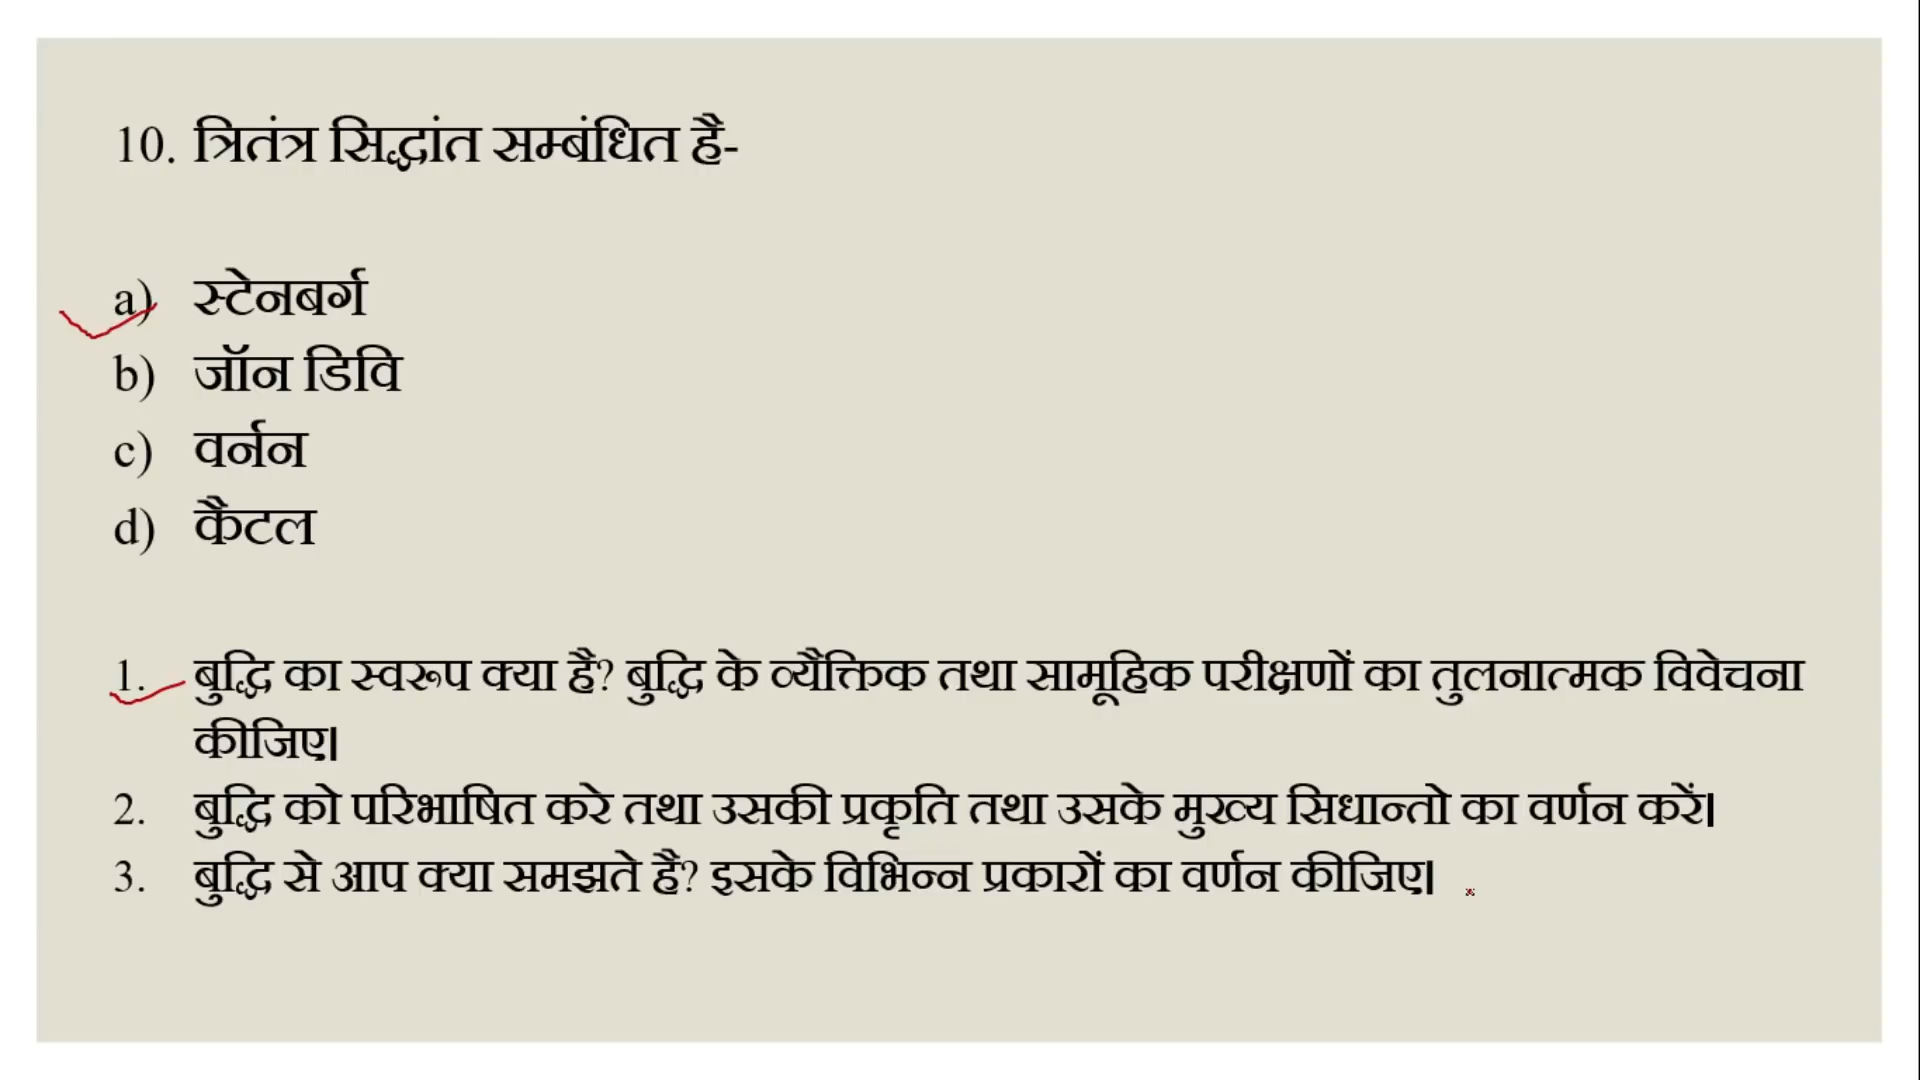 10. त्रितंत्र सिद्धांत सम्बंधित है-
a) स्टेनबर्ग
b) जॉन डिवि
c) वर्नन
d) कैटल
1. बुद्धि का स्वरूप क्या है? बुद्धि के व्यैक्तिक तथा सामूहिक परीक्षणों का तुलनात्मक विवेचना
कीजिए।
2. बुद्धि को परिभाषित करे तथा उसकी प्रकृति तथा उसके मुख्य सिधान्तो का वर्णन करें।
3. बुद्धि से आप क्या समझते है? इसके विभिन्न प्रकारों का वर्णन कीजिए।